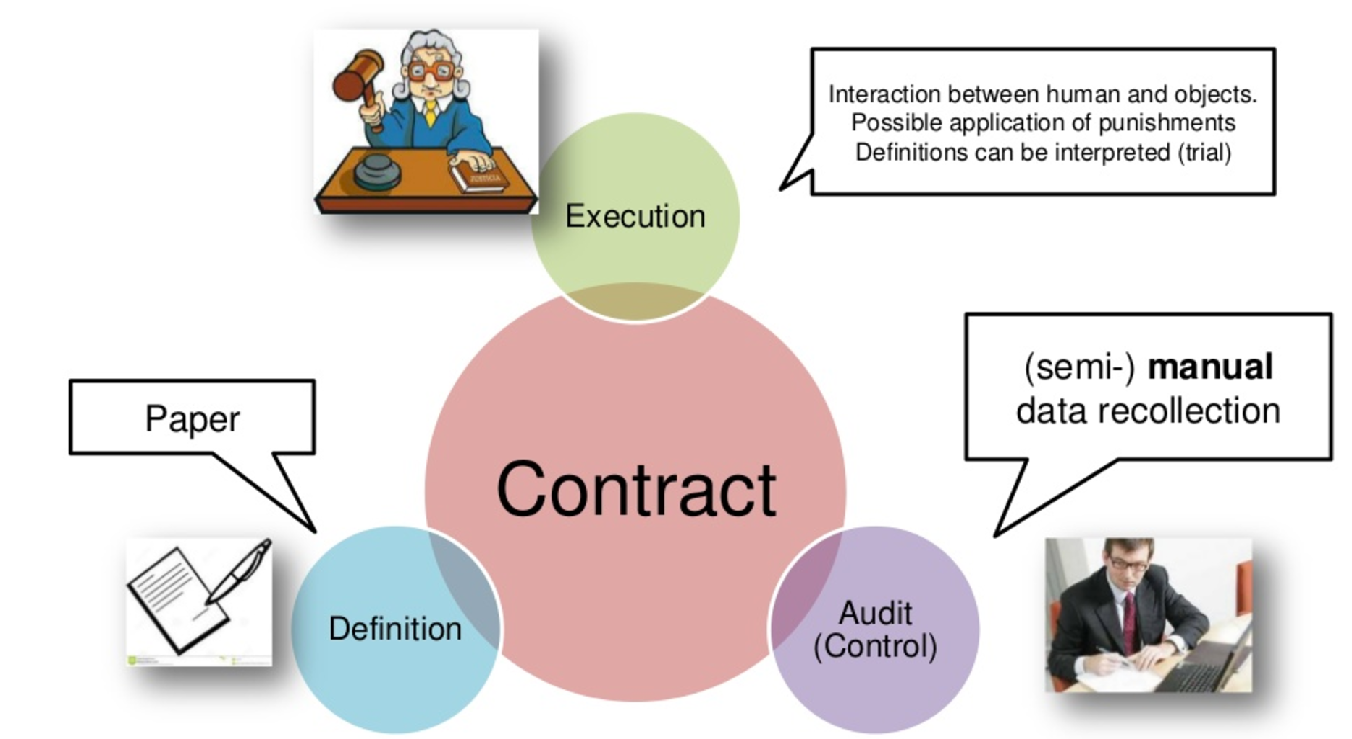 Interaction between human and objects.
Possible application of punishments
Definitions can be interpreted (trial)
Execution
(semi-) manual
data recollection
Paper
Contract
Definition
Audit
(Control)